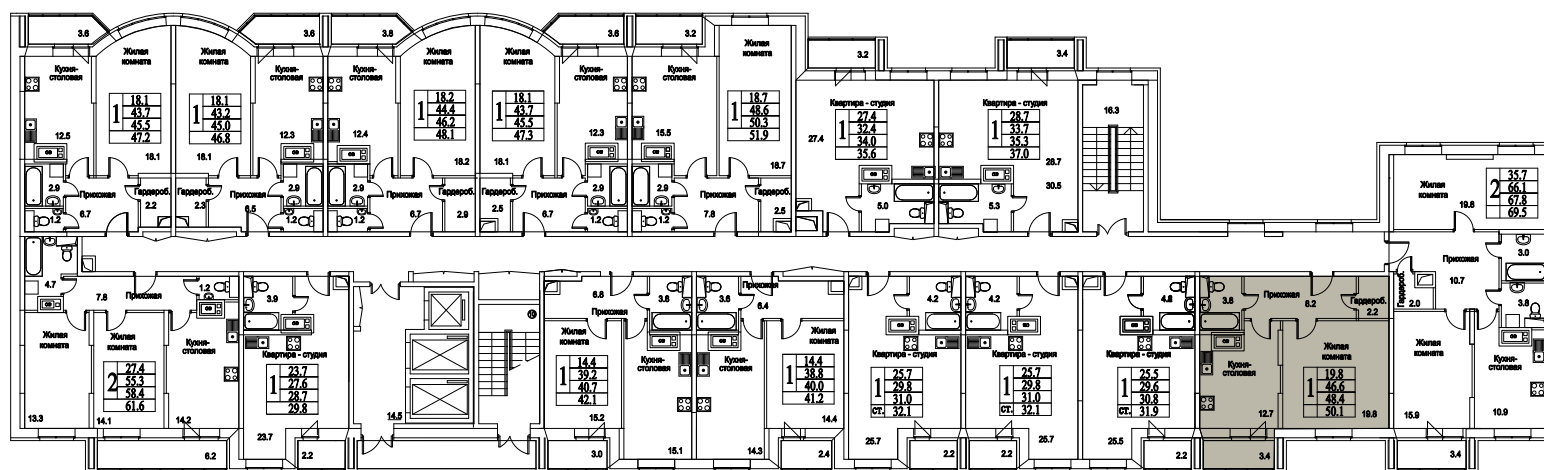 3.6
3.6
3.8
3.6
3.2
Жилая
комната
Жилая
комната
Жилая
комната
Жилая
комната
Жилая
комната
3.2
3.4
Кухня-
столовая
Кухня-
столовая
Кухня-
столовая
Кухня-
столовая
Кухня-
столовая
1
18.1
43.7
45.5
47.2
1
18.1
43.2
45.0
46.8
1
18.2
44.4
46.2
48.1
1
18.1
43.7
45.5
47.3
1
18.7
48.6
50.3
51.9
Квартира - студия
1
27.4
32.4
34.0
35.6
Квартира - студия
1
28.7
33.7
35.3
37.0
16.3
27.4
12.5
12.3
12.4
12.3
15.5
18.1
18.1
18.2
18.1
18.7
28.7
30.5
2.9
2.9
2.9
2.9
2.9
Прихожая
Гардероб.
Гардероб.
Прихожая
Прихожая
Гардероб.
Гардероб.
Прихожая
Прихожая
Гардероб.
1.2
6.7
2.2
2.3
6.5
1.2
1.2
6.7
2.9
2.5
6.7
1.2
1.2
7.8
2.5
5.0
5.3
Жилая
комната
19.8
2
35.7
66.1
67.8
69.5
3.0
Прихожая
10.7
Гардероб.
2.0
3.8
4.7
7.8
Прихожая
1.2
3.9
6.8
Прихожая
3.6
3.6
Прихожая
6.4
4.2
4.2
4.8
3.6
Прихожая
8.2
Гардероб.
2.2
Жилая
комната
Жилая
комната
Кухня-
столовая
2
27.4
55.3
58.4
61.6
13.3
14.1
14.2
6.2
Квартира - студия
1
23.7
27.6
28.7
29.8
23.7
2.2
14.5
19
Жилая
комната
1
14.4
39.2
40.7
42.1
15.2
3.0
Кухня-
столовая
15.1
Кухня-
столовая
14.3
Жилая
комната
1
14.4
38.8
40.0
41.2
14.4
2.4
Квартира - студия
1
ст.
25.7
29.8
31.0
32.1
25.7
2.2
Квартира - студия
1
ст.
25.7
29.8
31.0
32.1
2.2
25.7
Квартира - студия
1
ст.
25.5
29.6
30.8
31.9
25.5
2.2
Кухня-
столовая
12.7
3.4
Жилая
комната
1
19.8
46.6
48.4
50.1
19.8
Жилая
комната
15.9
3.4
Кухня-
столовая
10.9